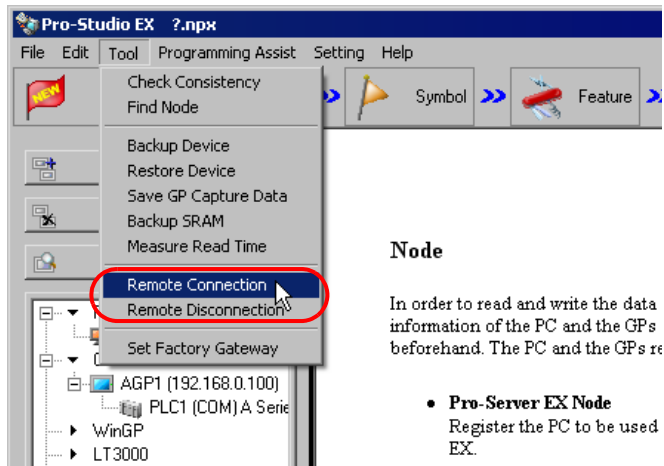 Pro-Studio EX ?.npx
File Edit Tool Programming Assist Setting Help
NEW
Symbol
Feature
Check Consistency
Find Node
Backup Device
Restore Device
Save GP Capture Data
Backup SRAM
Measure Read Time
Remote Connection
Remote Disconnection
Set Factory Gateway
AGP1 (192.168.0.100)
PLC1 (COM) A Serie
WinGP
LT3000
Node
In order to read and write the data
information of the PC and the GPs
beforehand. The PC and the GPs re
• Pro-Server EX Node
Register the PC to be used
EX.